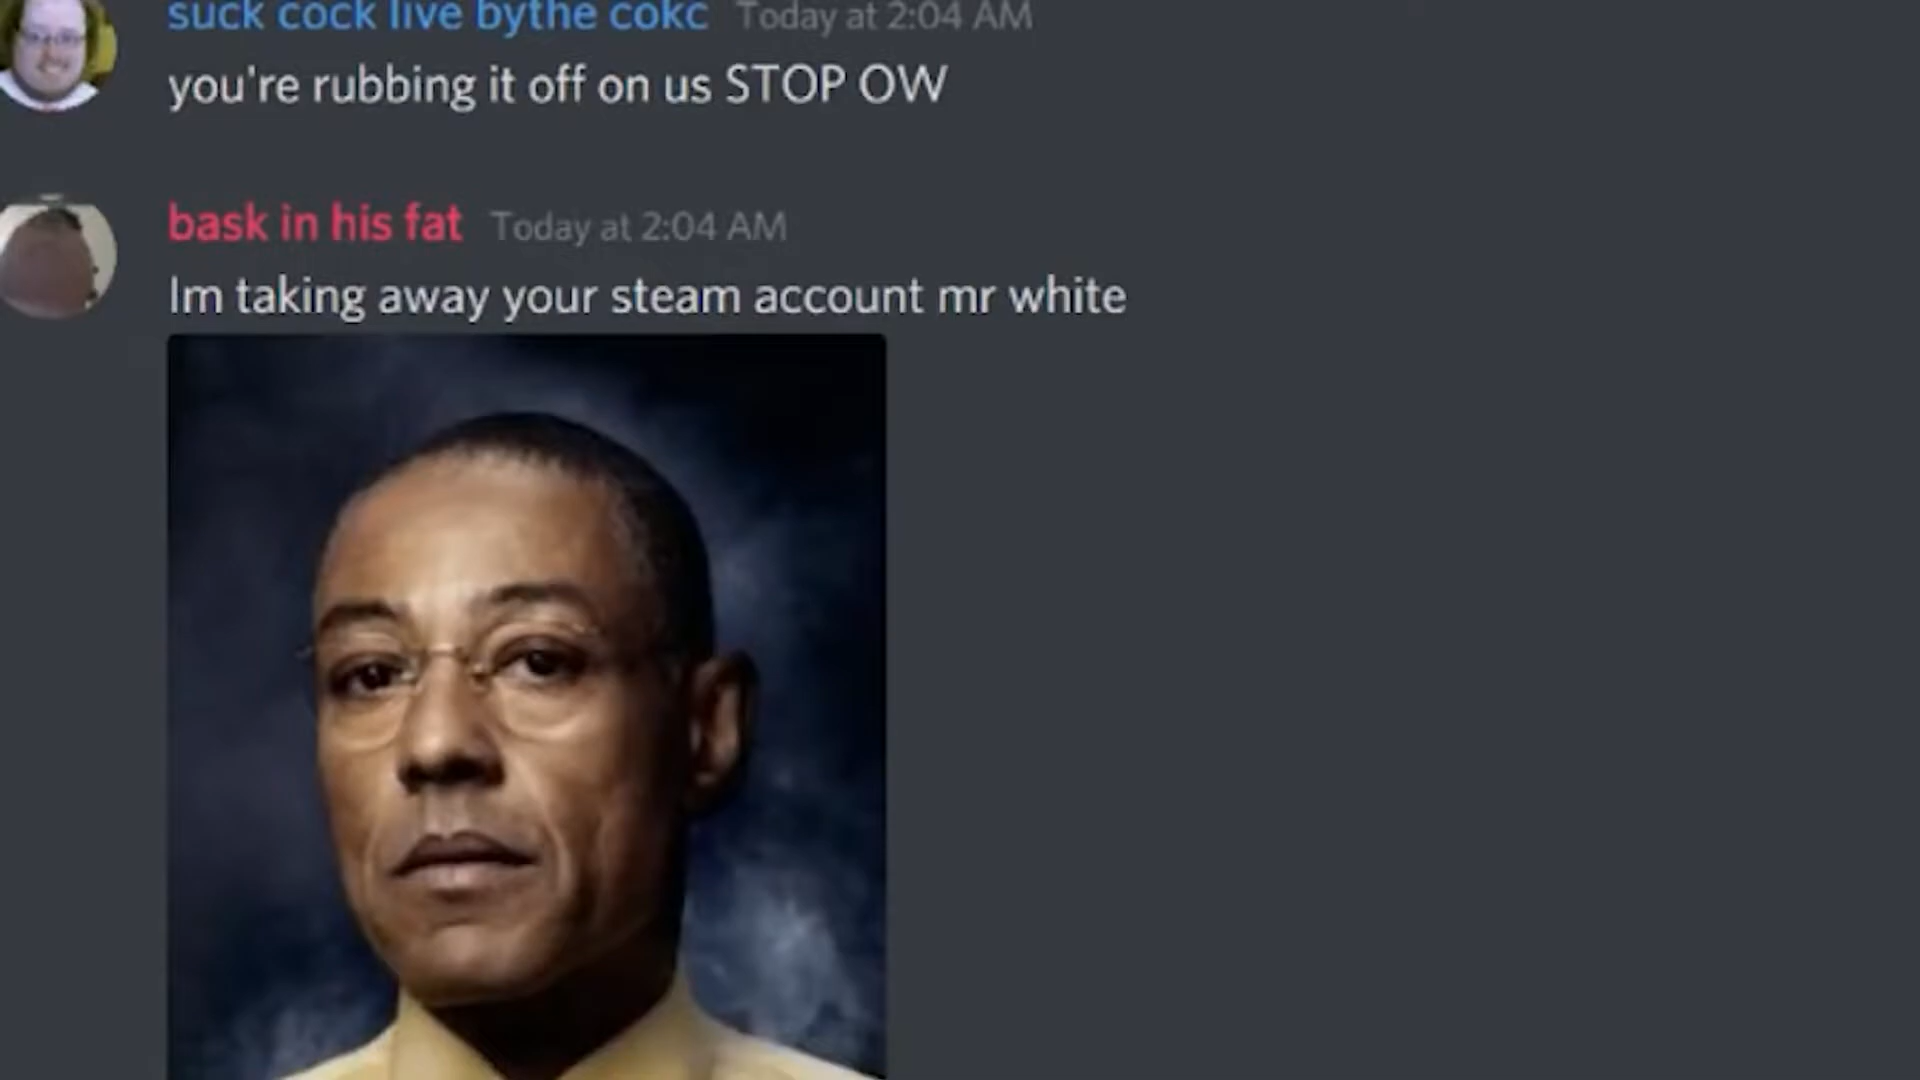 suck cock live bythe cokc Today at 2:04 AM
you're rubbing it off on us STOP OW
bask in his fat Today at 2:04 AM
Im taking away your steam account mr white